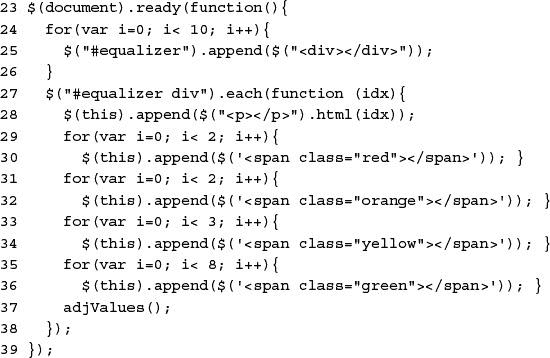 23 $(document).ready(function(){
24   for(var i=0; i< 10; i++){
25     $("#equalizer").append($("<div></div>"));
26   }
27   $("#equalizer div").each(function (idx){
28     $(this).append($("<p></p>").html(idx));
29     for(var i=0; i< 2; i++){
30       $(this).append($('<span class="red"></span>')); }
31     for(var i=0; i< 2; i++){
32       $(this).append($('<span class="orange"></span>')); }
33     for(var i=0; i< 3; i++){
34       $(this).append($('<span class="yellow"></span>')); }
35     for(var i=0; i< 8; i++){
36       $(this).append($('<span class="green"></span>')); }
37     adjValues();
38   });
39 });